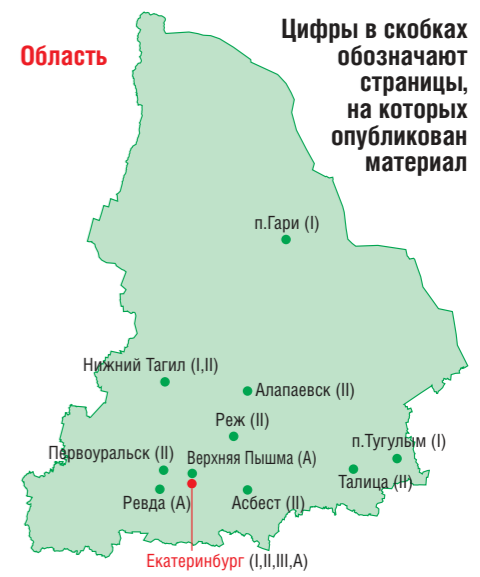 Область
Цифры в скобках
обозначают
страницы,
на которых
опубликован
материал
п.Гари (I)
Нижний Тагил (I,II)
Алапаевск (II)
Реж (II)
п.Тугулым (I)
Первоуральск (II)
Верхняя Пышма (А)
Талица (II)
Ревда (А)
Асбест (II)
Екатеринбург (I,II,III,А)